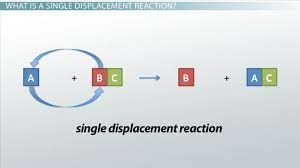 WHAT IS A SINGLE DISPLACEMENT REACTION?
A + B C → B + A C
single displacement reaction